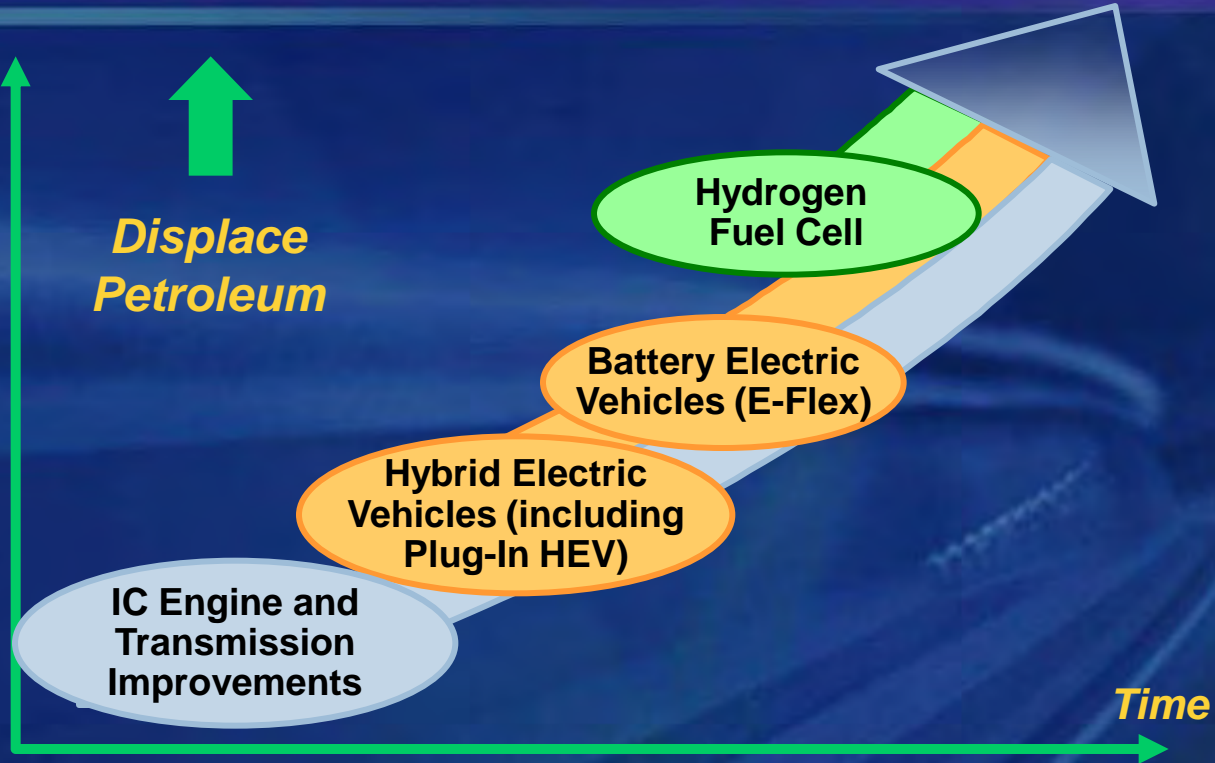 Displace
Petroleum
Hydrogen
Fuel Cell
Battery Electric
Vehicles (E-Flex)
Hybrid Electric
Vehicles (including
Plug-In HEV)
IC Engine and
Transmission
Improvements
Time